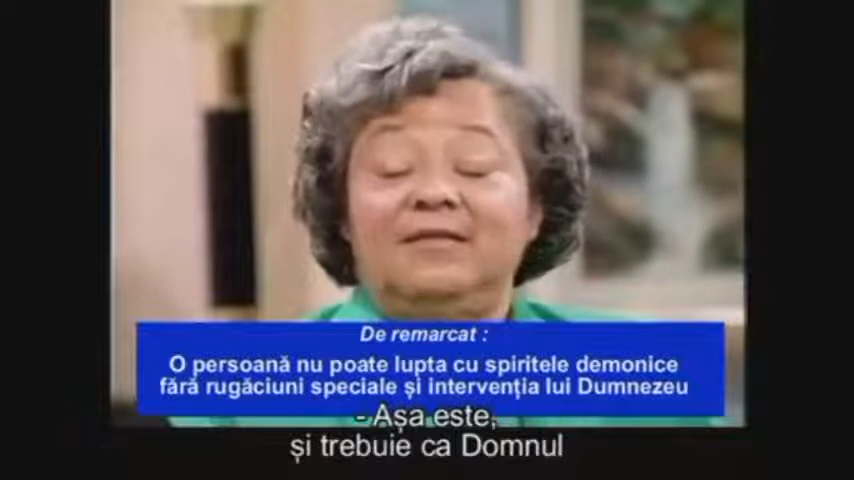 De remarcat :
O persoană nu poate lupta cu spiritele demonice
fără rugăciuni speciale și intervenția lui Dumnezeu
- Așa este,
și trebuie ca Domnul